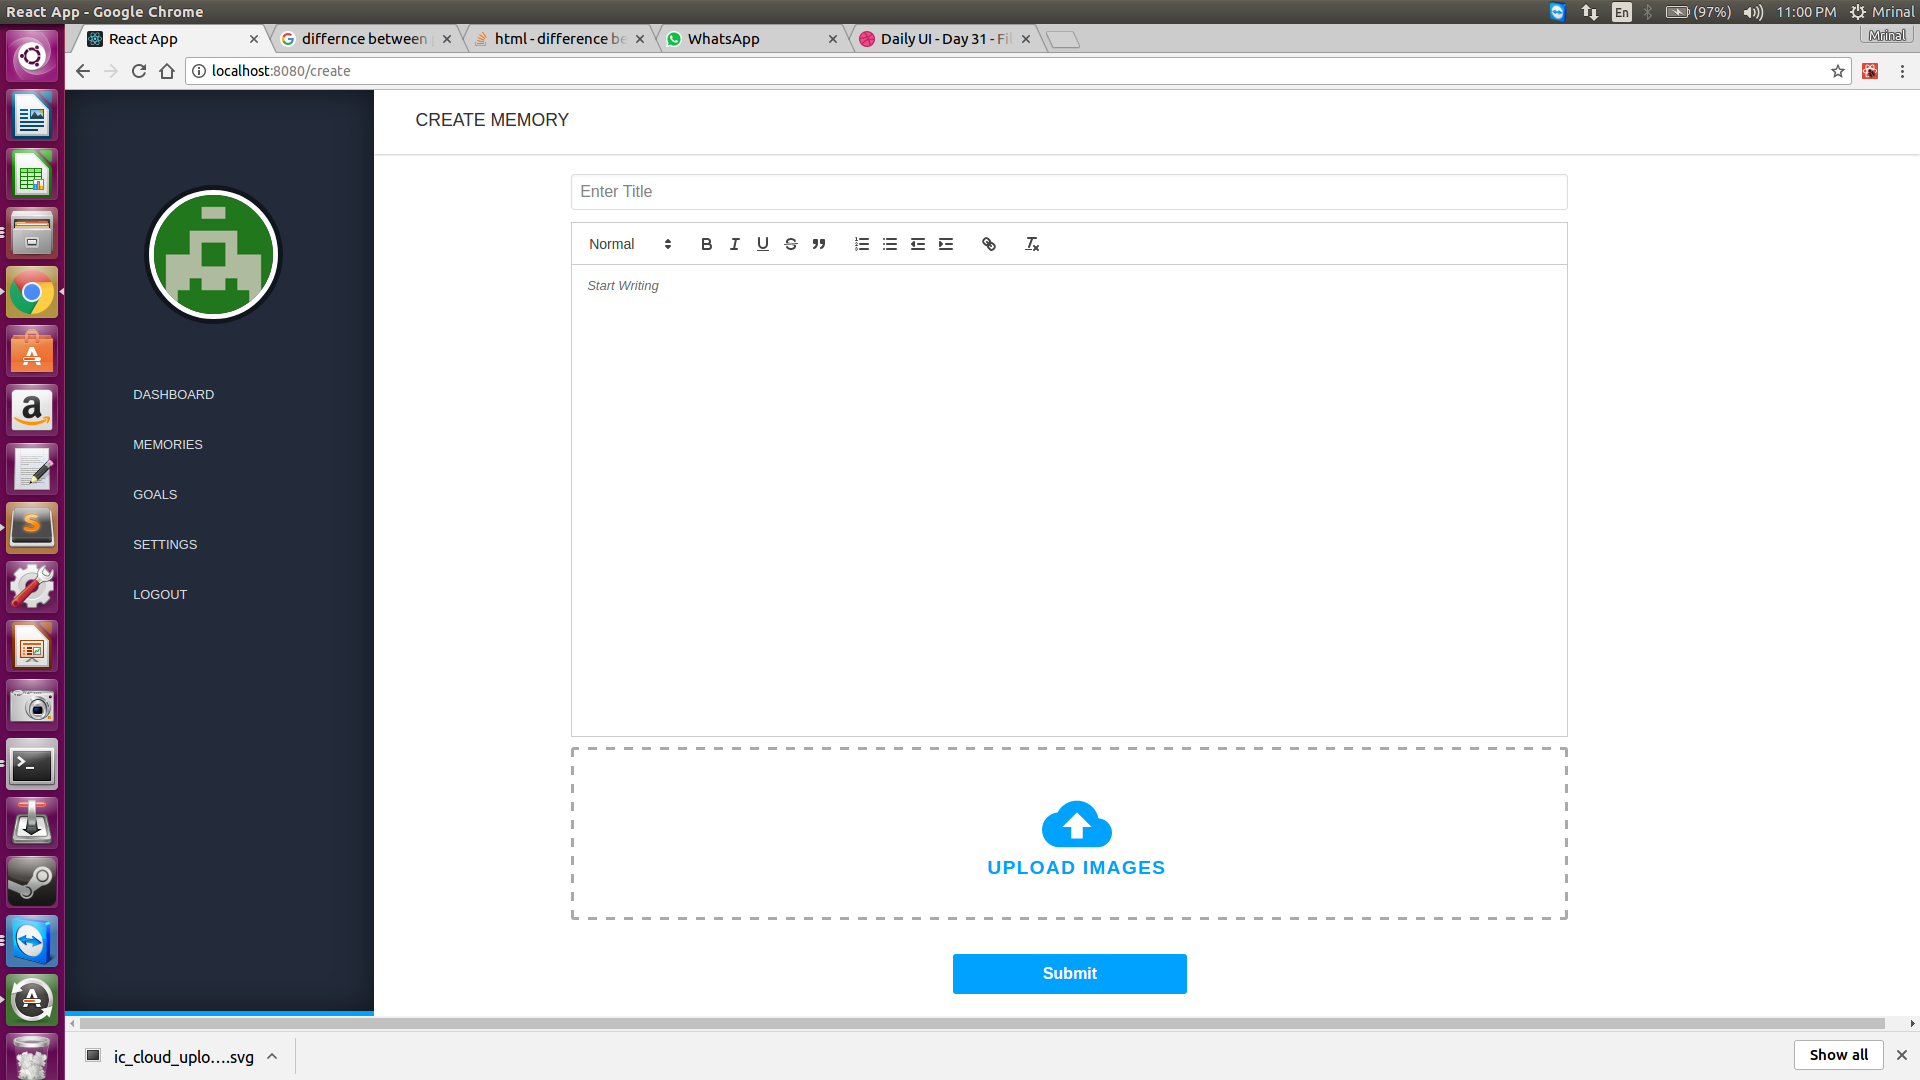 React App - Google Chrome
En
(97%)
11:00 PM
Mrinal
React App
differnce between
html - difference be
WhatsApp
Daily UI - Day 31 - Fil
Mrinal
localhost:8080/create
CREATE MEMORY
Enter Title
Normal
Start Writing
DASHBOARD
MEMORIES
GOALS
SETTINGS
LOGOUT
UPLOAD IMAGES
Submit
ic_cloud_uplo....svg
Show all